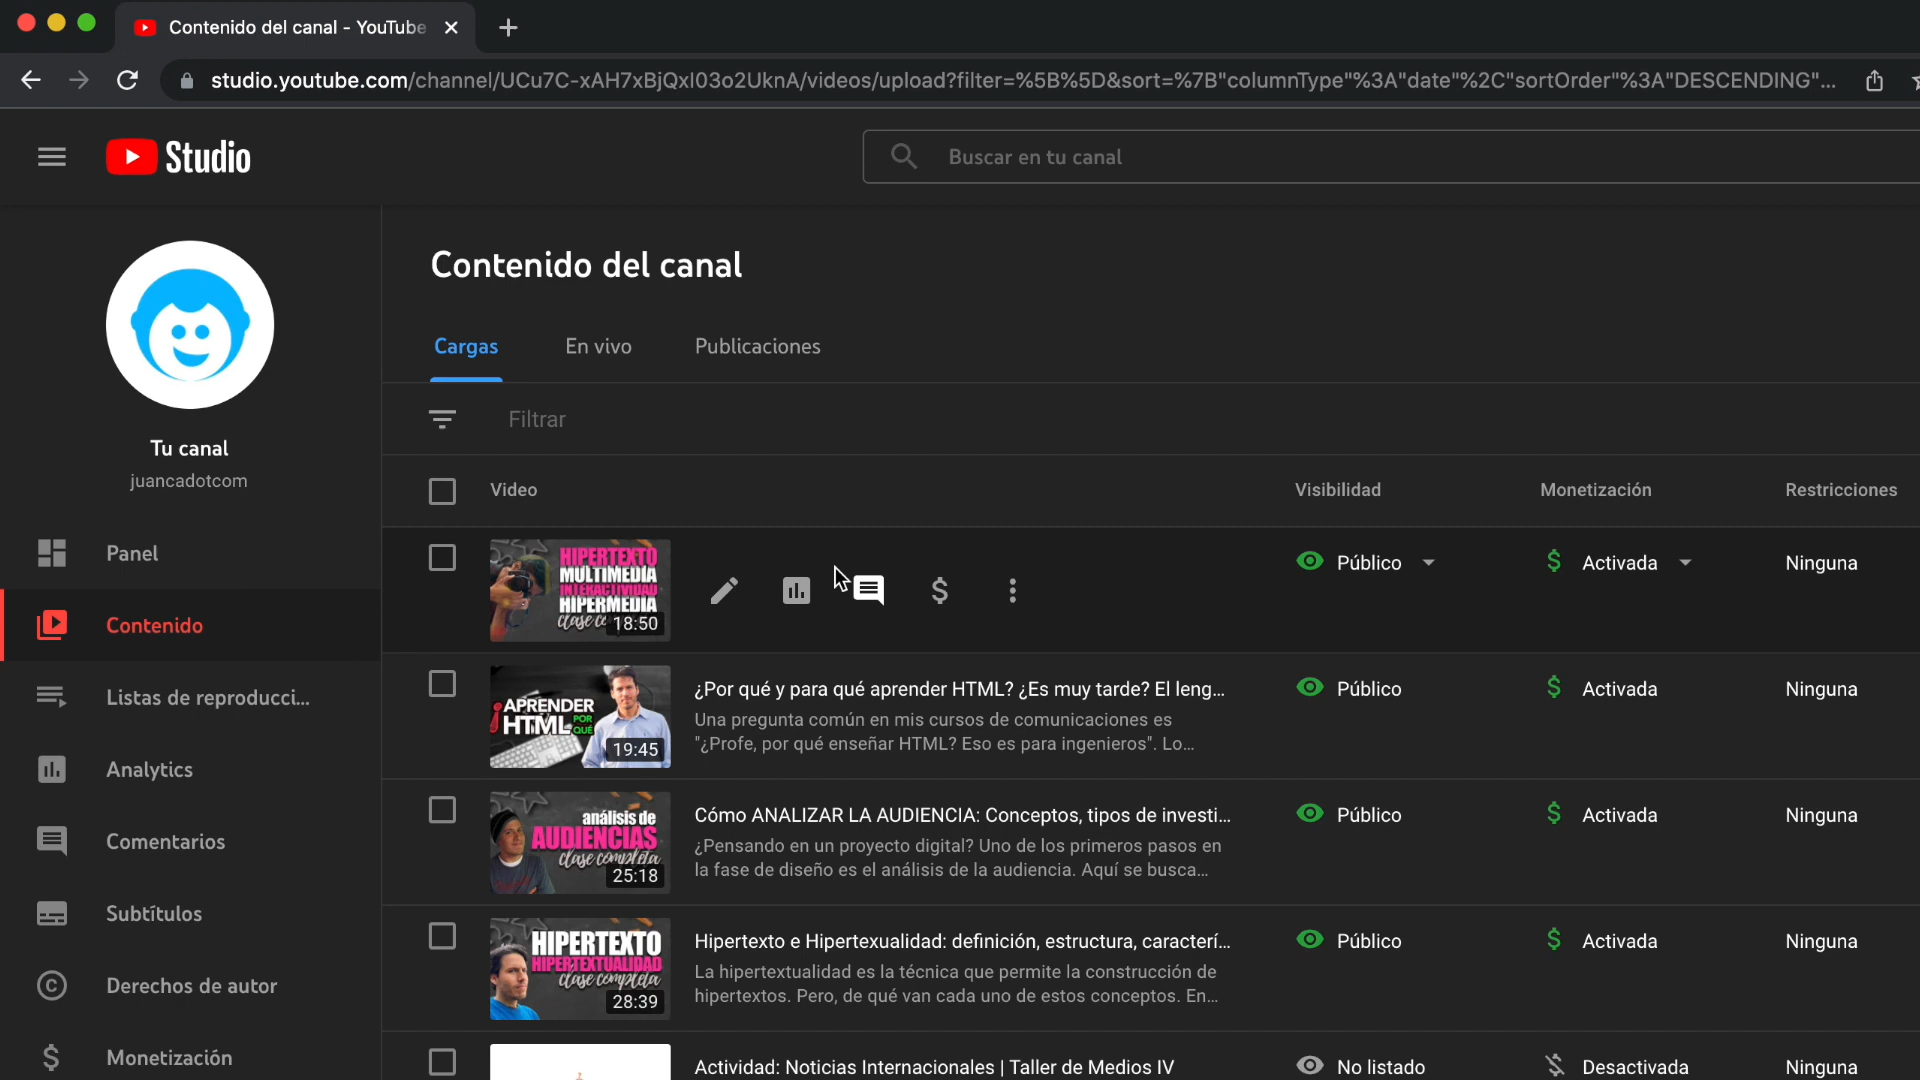 Contenido del canal - YouTube
studio.youtube.com/channel/UCu7C-xAH7xBjQxI03o2UknA/videos/upload?filter=%5B%5D&sort=%7B"columnType"%3A"date"%2C"sortOrder"%3A"DESCENDING"...
Studio
Buscar en tu canal
Contenido del canal
Cargas
En vivo
Publicaciones
Filtrar
Tu canal
juancadotcom
Video
Visibilidad
Monetización
Restricciones
Panel
Contenido
Listas de reproducci...
Analytics
Comentarios
Subtítulos
Derechos de autor
Monetización
HIPERTEXTO
MULTIMEDIA
INTERACTIVIDAD
HIPERMEDIA
clase co
18:50
Público
Activada
Ninguna
APRENDER
HTML POR
QUÉ
19:45
¿Por qué y para qué aprender HTML? ¿Es muy tarde? El leng...
Una pregunta común en mis cursos de comunicaciones es
"¿Profe, por qué enseñar HTML? Eso es para ingenieros". Lo...
Público
Activada
Ninguna
análisis de
AUDIENCIAS
clase completa
25:18
Cómo ANALIZAR LA AUDIENCIA: Conceptos, tipos de investi...
¿Pensando en un proyecto digital? Uno de los primeros pasos en
la fase de diseño es el análisis de la audiencia. Aquí se busca...
Público
Activada
Ninguna
HIPERTEXTO
HIPERTEXTUALIDAD
clase completa
28:39
Hipertexto e Hipertexualidad: definición, estructura, caracterí...
La hipertextualidad es la técnica que permite la construcción de
hipertextos. Pero, de qué van cada uno de estos conceptos. En...
Público
Activada
Ninguna
Actividad: Noticias Internacionales | Taller de Medios IV
No listado
Desactivada
Ninguna